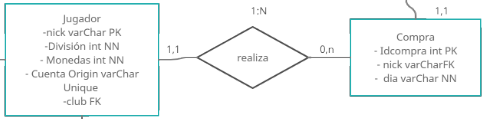 Jugador
-nick varChar PK
-División int NN
- Monedas int NN
- Cuenta Origin varChar
Unique
-club FK
1:N
1,1
realiza
0,n
1,1
Compra
- Idcompra int PK
- nick varCharFK
- dia varChar NN